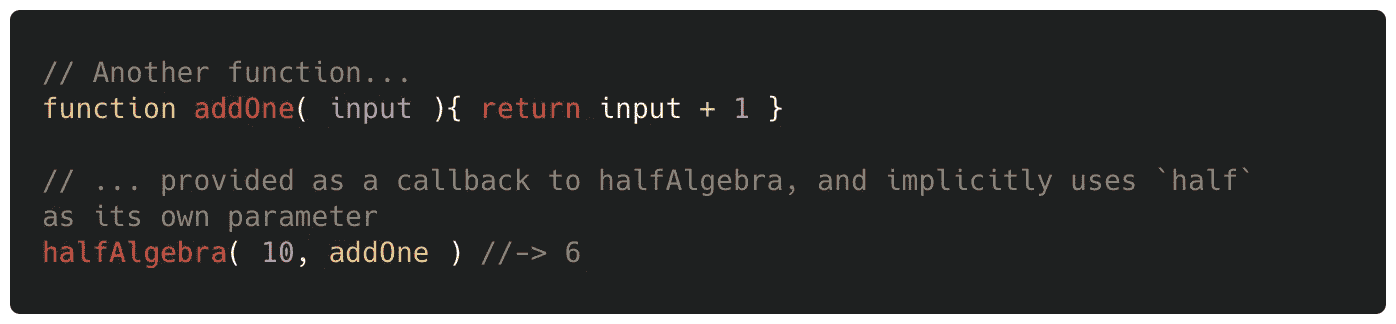 // Another function...
function addOne( input ){ return input + 1 }
// ... provided as a callback to halfAlgebra, and implicitly uses `half`
as its own parameter
halfAlgebra( 10, addOne ) //-> 6